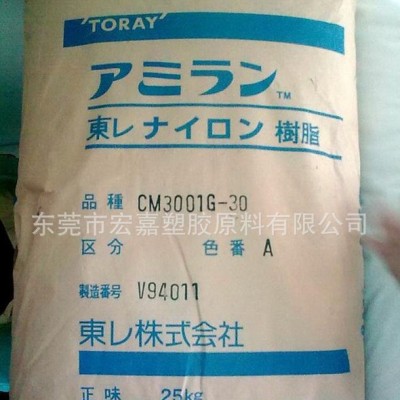 'TORAY'
アミラン™
東レ ナイロン 樹脂
品種 CM3001G-30
东莞市宏嘉塑胶原料有限公司
区分 色番 A
製造番号 V94011
東レ株式会社
正味 25kg